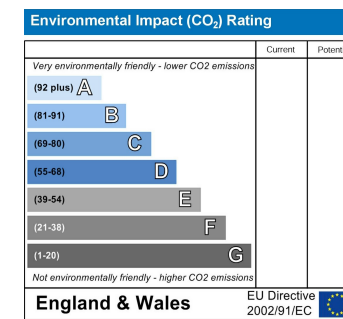 Environmental Impact (CO₂) Rating
Current Potent
Very environmentally friendly - lower CO2 emissions
(92 plus) A
(81-91) B
(69-80) C
(55-68) D
(39-54) E
(21-38) F
(1-20) G
Not environmentally friendly - higher CO2 emissions
England & Wales
EU Directive
2002/91/EC